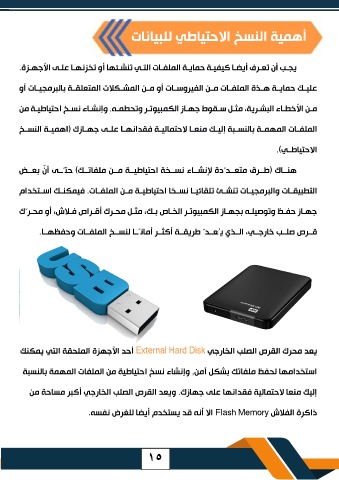 أهمية النسخ الاحتياطي للبيانات
يجب أن تعرف أيضا كيفية حماية الملفات التي تنشئها أو تخزنها على الأجهزة.
عليك حماية هذة الملفات من الفيروسات أو من المشكلات المتعلقة بالبرمجيات أو
من الأخطاء البشرية، مثل سقوط جهاز الكمبيوتر وتحطمه. وإنشاء نسخ احتياطية من
الملفات المهمة بالنسبة إليك منعا لاحتمالية فقدانها على جهازك (اهمية النسخ
الاحتياطي).
هناك (طرق متعددة لإنشاء نسخة احتياطية من ملفاتك) حتى أن بعض
التطبيقات والبرمجيات تنشئ تلقائيا نسخا احتياطية من الملفات. فيمكنك استخدام
جهاز حفظ وتوصيله بجهاز الكمبيوتر الخاص بك، مثل محرك أقراص فلاش، أو محرك
قرص صلب خارجي، الذي يعد طريقة أكثر أمانا لنسخ الملفات وحفظها.
USB
WD
يعد محرك القرص الصلب الخارجي External Hard Disk أحد الأجهزة الملحقة التي يمكنك
استخدامها لحفظ ملفاتك بشكل آمن, وإنشاء نسخ احتياطية من الملفات المهمة بالنسبة
إليك منعا لاحتمالية فقدانها على جهازك. ويعد القرص الصلب الخارجي أكبر مساحة من
ذاكرة الفلاش Flash Memory الا أنه قد يستخدم أيضا للغرض نفسه.
١٥